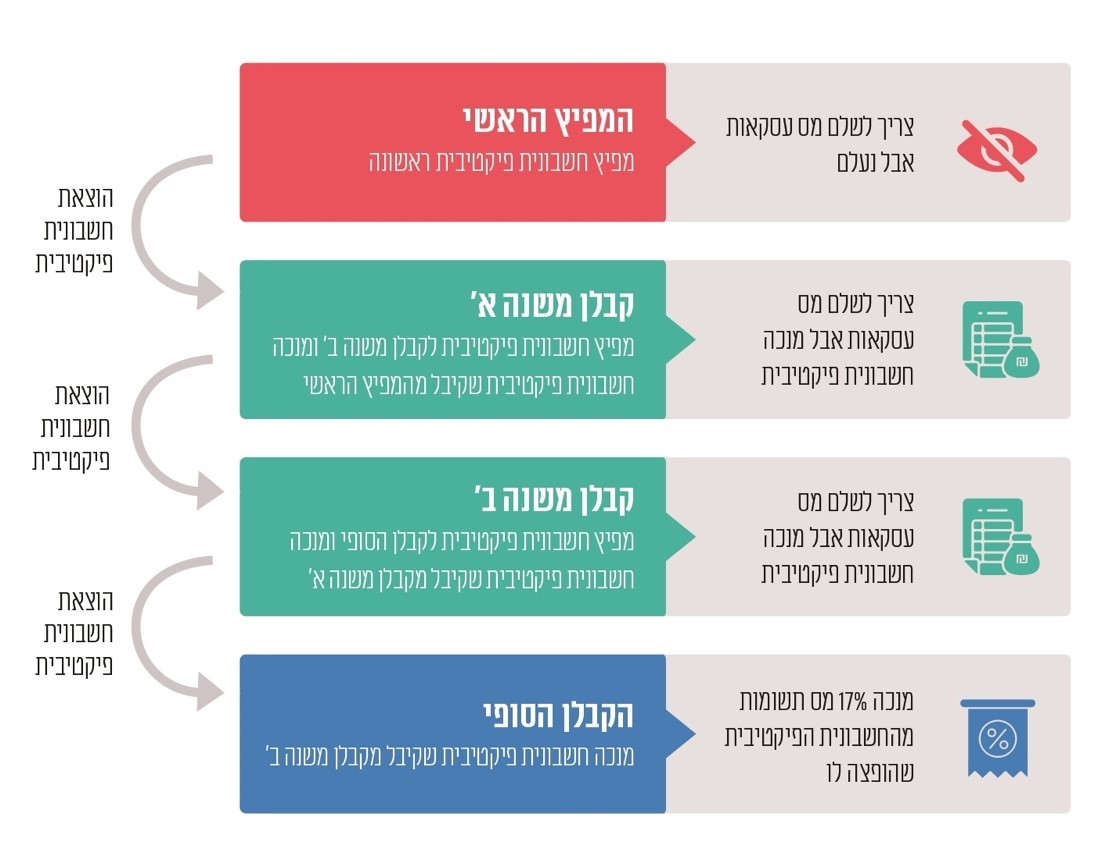 המפיץ הראשי
מפיץ חשבונית פיקטיבית ראשונה
צריך לשלם מס עסקאות
אבל נעלם
הוצאת
חשבונית
פיקטיבית
קבלן משנה א'
מפיץ חשבונית פיקטיבית לקבלן משנה ב' ומנכה
חשבונית פיקטיבית שקיבל מהמפיץ הראשי
צריך לשלם מס
עסקאות אבל מנכה
חשבונית פיקטיבית
₪
הוצאת
חשבונית
פיקטיבית
קבלן משנה ב'
מפיץ חשבונית פיקטיבית לקבלן הסופי ומנכה
חשבונית פיקטיבית שקיבל מקבלן משנה א'
צריך לשלם מס
עסקאות אבל מנכה
חשבונית פיקטיבית
₪
הוצאת
חשבונית
פיקטיבית
הקבלן הסופי
מנכה חשבונית פיקטיבית שקיבל מקבלן משנה ב'
מנכה 17% מס תשומות
מהחשבונית הפיקטיבית
שהופצה לו
%